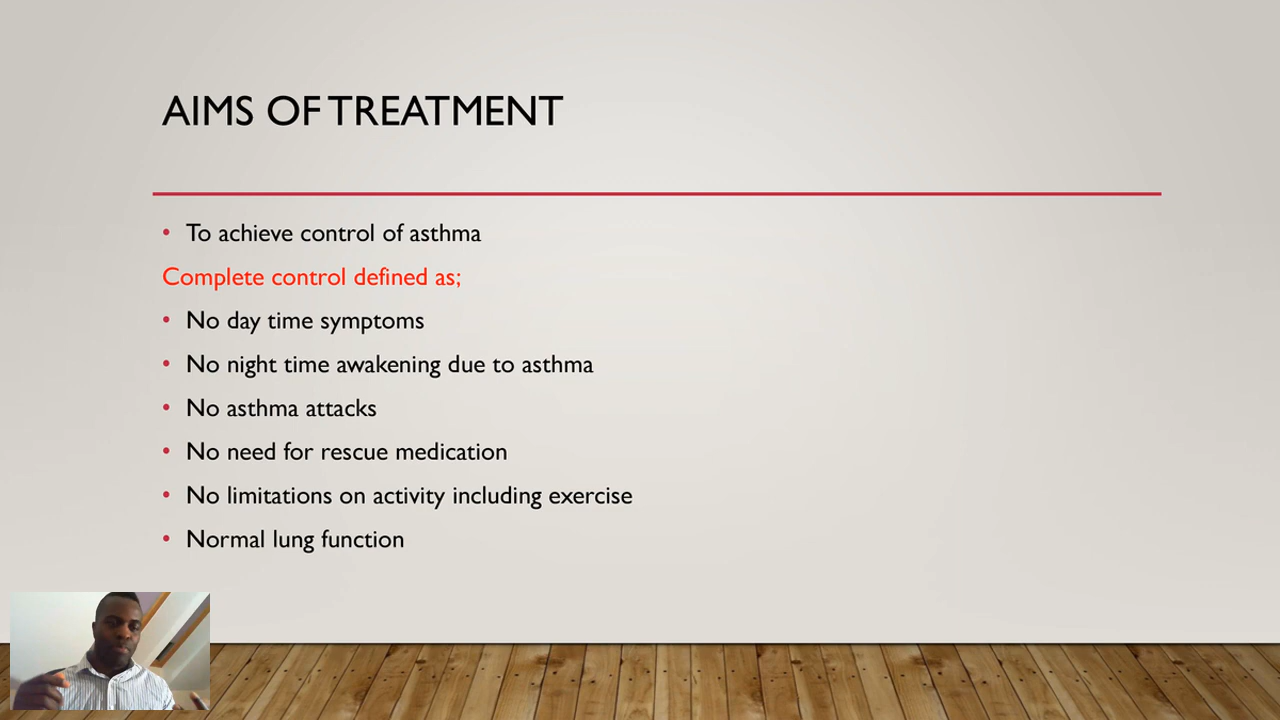 AIMS OF TREATMENT
• To achieve control of asthma
Complete control defined as;
• No day time symptoms
• No night time awakening due to asthma
• No asthma attacks
• No need for rescue medication
• No limitations on activity including exercise
• Normal lung function